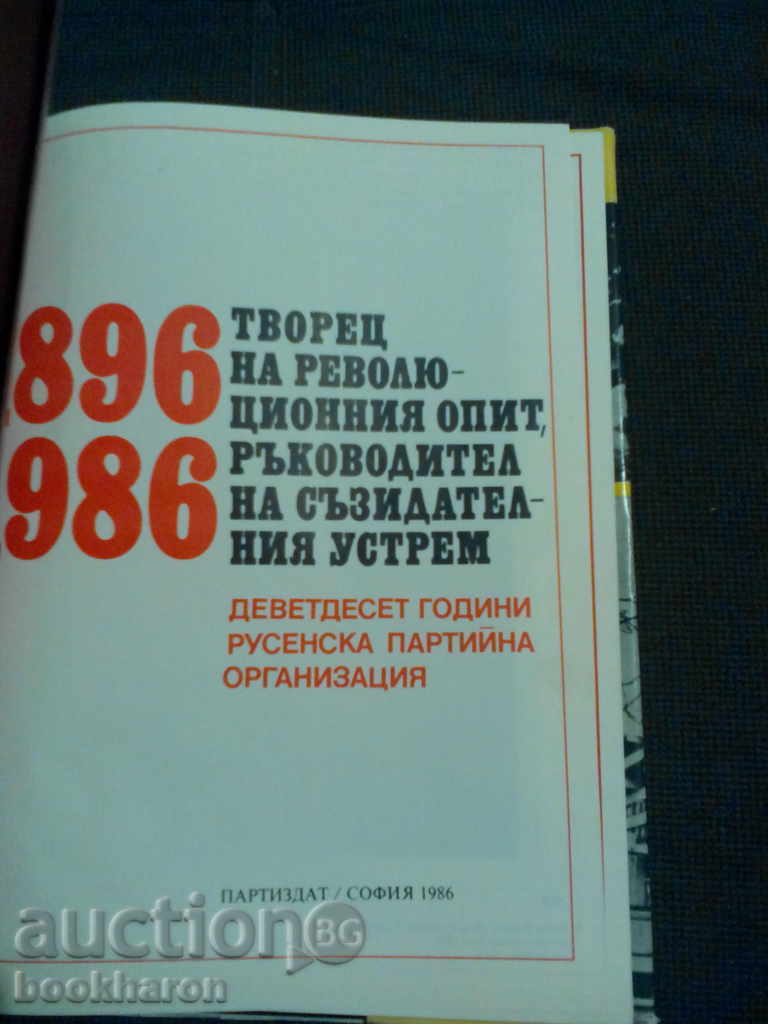 896
986
ТВОРЕЦ
НА РЕВОЛЮ-
ЦИОННИЯ ОПИТ,
РЪКОВОДИТЕЛ
НА СЪЗИДАТЕЛ-
НИЯ УСТРЕМ
ДЕВЕТДЕСЕТ ГОДИНИ
РУСЕНСКА ПАРТИЙНА
ОРГАНИЗАЦИЯ
ПАРТИЗДАТ / СОФИЯ 1986
auction BG
bookharon